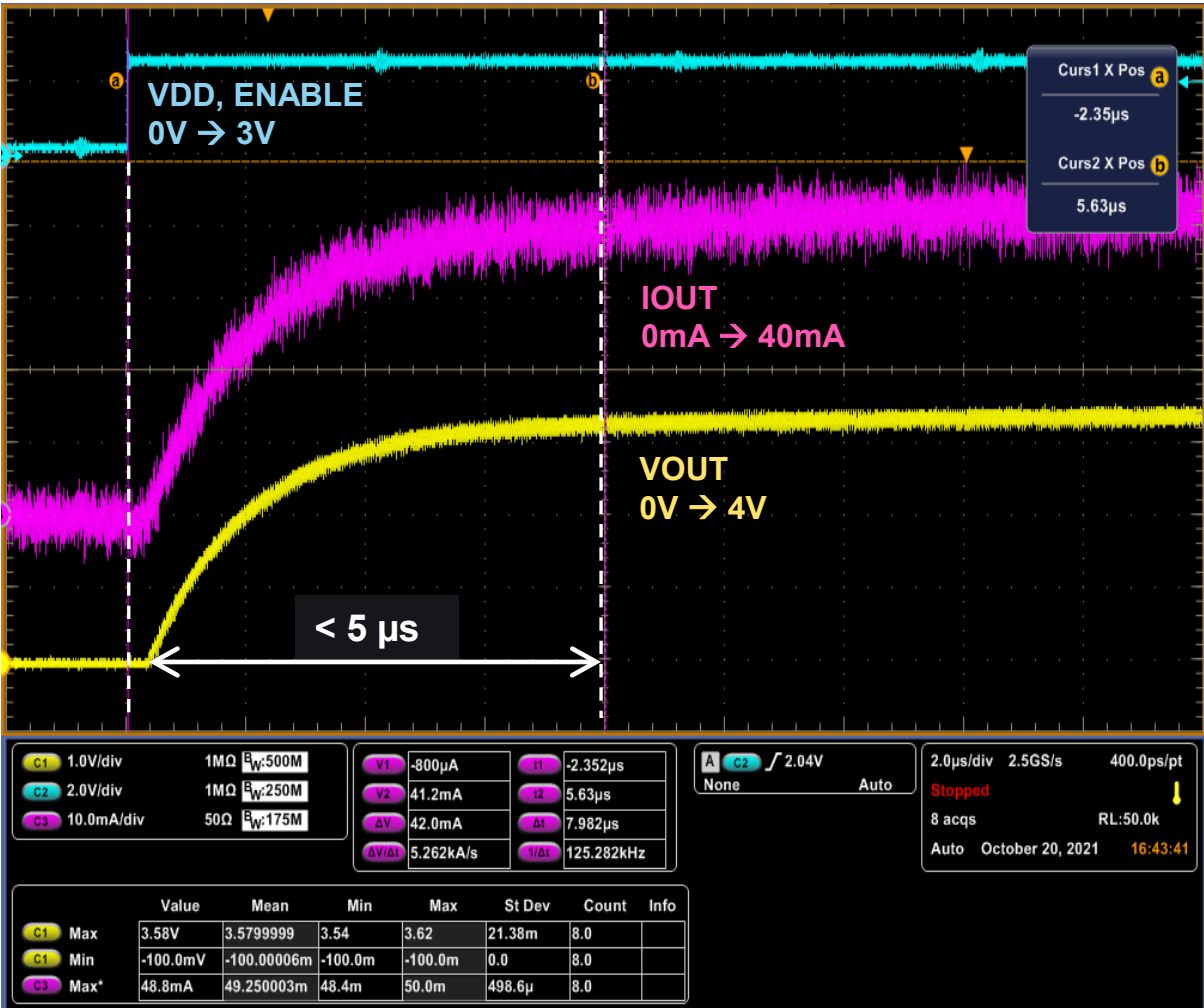 a
b
VDD, ENABLE
0V → 3V
Curs1 X Pos a
-2.35µs
Curs2 X Pos b
5.63µs
IOUT
0mA → 40mA
VOUT
0V → 4V
< 5 µs
C1 1.0V/div 1MΩ BW:500M
C2 2.0V/div 1MΩ BW:250M
C3 10.0mA/div 50Ω BW:175M
V1 -800µA t1 -2.352µs
V2 41.2mA t2 5.63µs
ΔV 42.0mA Δt 7.982µs
ΔV/Δt 5.262kA/s 1/Δt 125.282kHz
A C2 2.04V
None Auto
2.0µs/div 2.5GS/s 400.0ps/pt
Stopped
8 acqs RL:50.0k
Auto October 20, 2021 16:43:41
Value Mean Min Max St Dev Count Info
C1 Max 3.58V 3.5799999 3.54 3.62 21.38m 8.0
C1 Min -100.0mV -100.00006m -100.0m -100.0m 0.0 8.0
C3 Max* 48.8mA 49.250003m 48.4m 50.0m 498.6µ 8.0